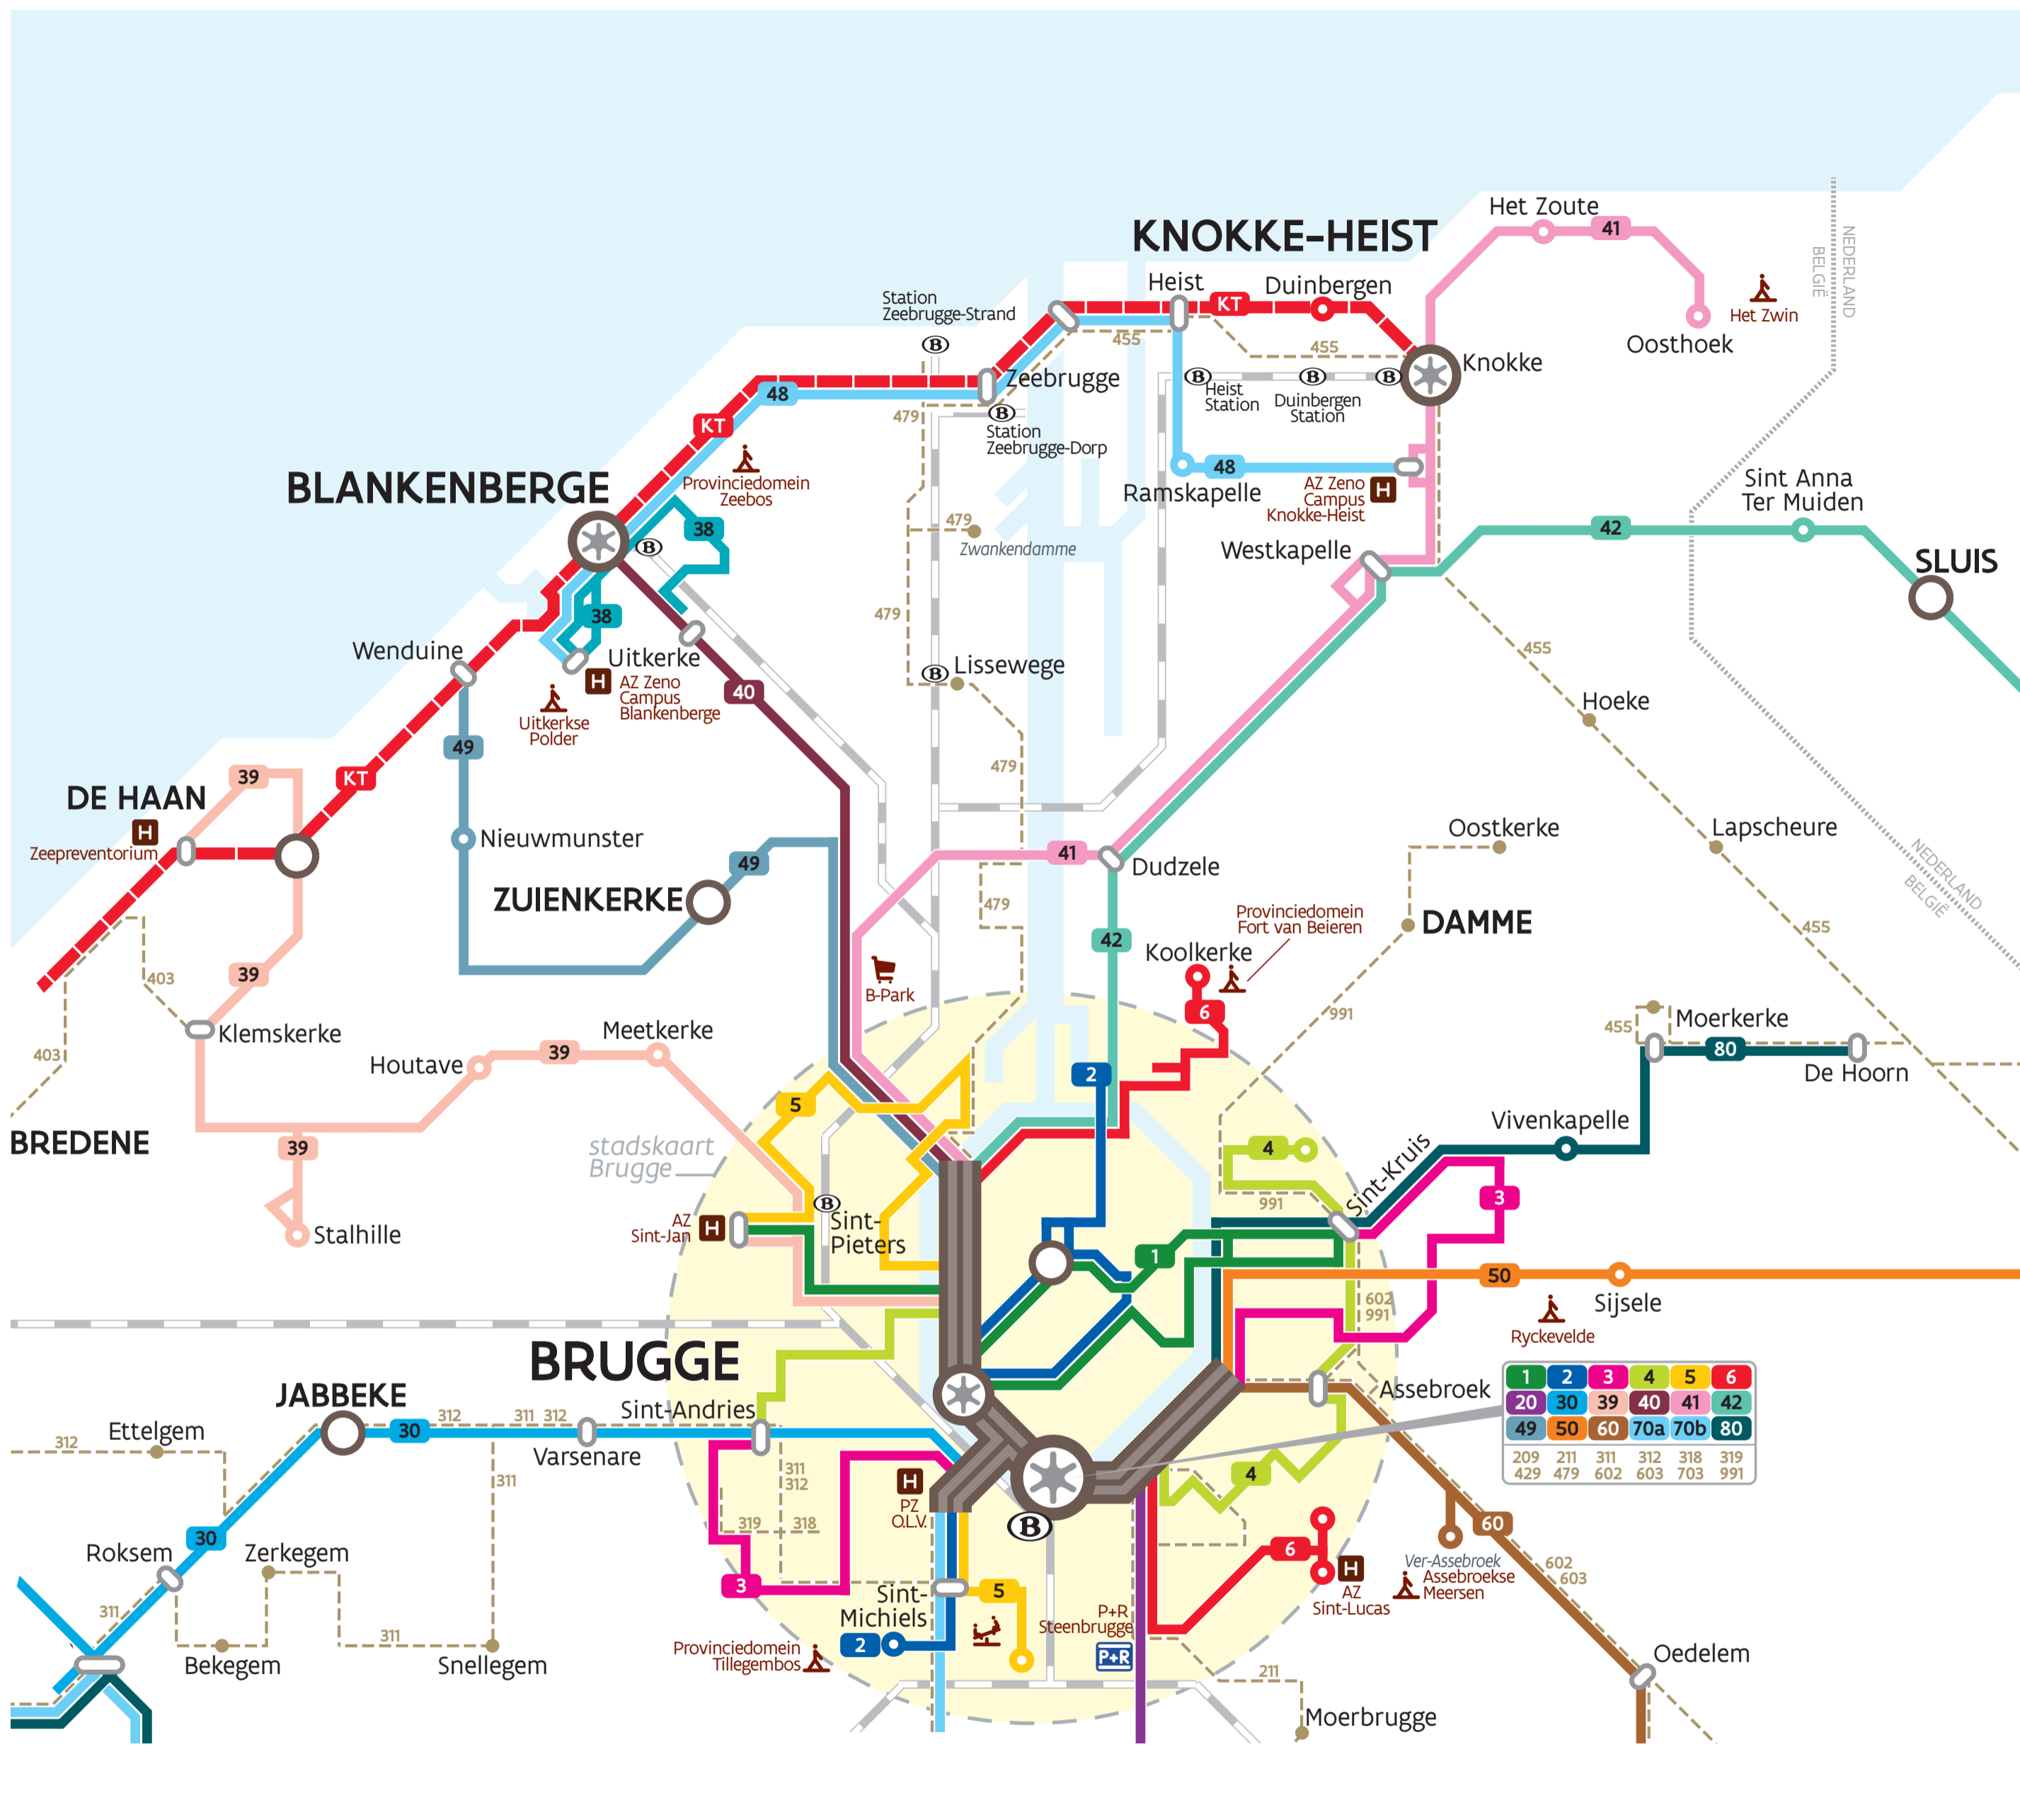 Het Zoute
41
KNOKKE-HEIST
NEDERLAND
BELGIË
Heist
Duinbergen
Het Zwin
Station
Zeebrugge-Strand
KT
B
455
455
Oosthoek
Knokke
Zeebrugge
B
B
B
Heist
Station
Duinbergen
Station
48
479
B
Station
Zeebrugge-Dorp
KT
Provinciedomein
Zeebos
BLANKENBERGE
48
Ramskapelle
AZ Zeno
Campus
Knokke-Heist
H
Sint Anna
Ter Muiden
38
479
42
Zwankendamme
B
Westkapelle
SLUIS
38
479
455
Wenduine
Uitkerke
H
AZ Zeno
Campus
Blankenberge
B
Lissewege
40
Uitkerkse
Polder
Hoeke
49
479
39
KT
DE HAAN
H
Zeepreventorium
Nieuwmunster
Oostkerke
Lapscheure
49
41
Dudzele
NEDERLAND
BELGIË
ZUIENKERKE
479
Provinciedomein
Fort van Beieren
DAMME
455
42
Koolkerke
403
39
B-Park
6
991
Klemskerke
Meetkerke
455
Moerkerke
403
Houtave
39
80
2
De Hoorn
5
Vivenkapelle
BREDENE
39
stadskaart
Brugge
4
Sint-Kruis
991
3
B
AZ
Sint-Jan
H
Sint-
Pieters
Stalhille
1
50
Sijsele
602
991
Ryckevelde
BRUGGE
JABBEKE
Assebroek
1 2 3 4 5 6
20 30 39 40 41 42
49 50 60 70a 70b 80
209 211 311 312 318 319
429 479 602 603 703 991
Sint-Andries
312
311 312
Ettelgem
30
312
Varsenare
311
311
312
H
PZ
O.L.V.
4
B
319
318
60
6
30
Roksem
Zerkegem
H
AZ
Sint-Lucas
Ver-Assebroek
Assebroekse
Meersen
602
603
3
Sint-
Michiels
5
P+R
Steenbrugge
311
311
2
Provinciedomein
Tillegembos
P+R
Bekegem
Snellegem
211
Oedelem
Moerbrugge